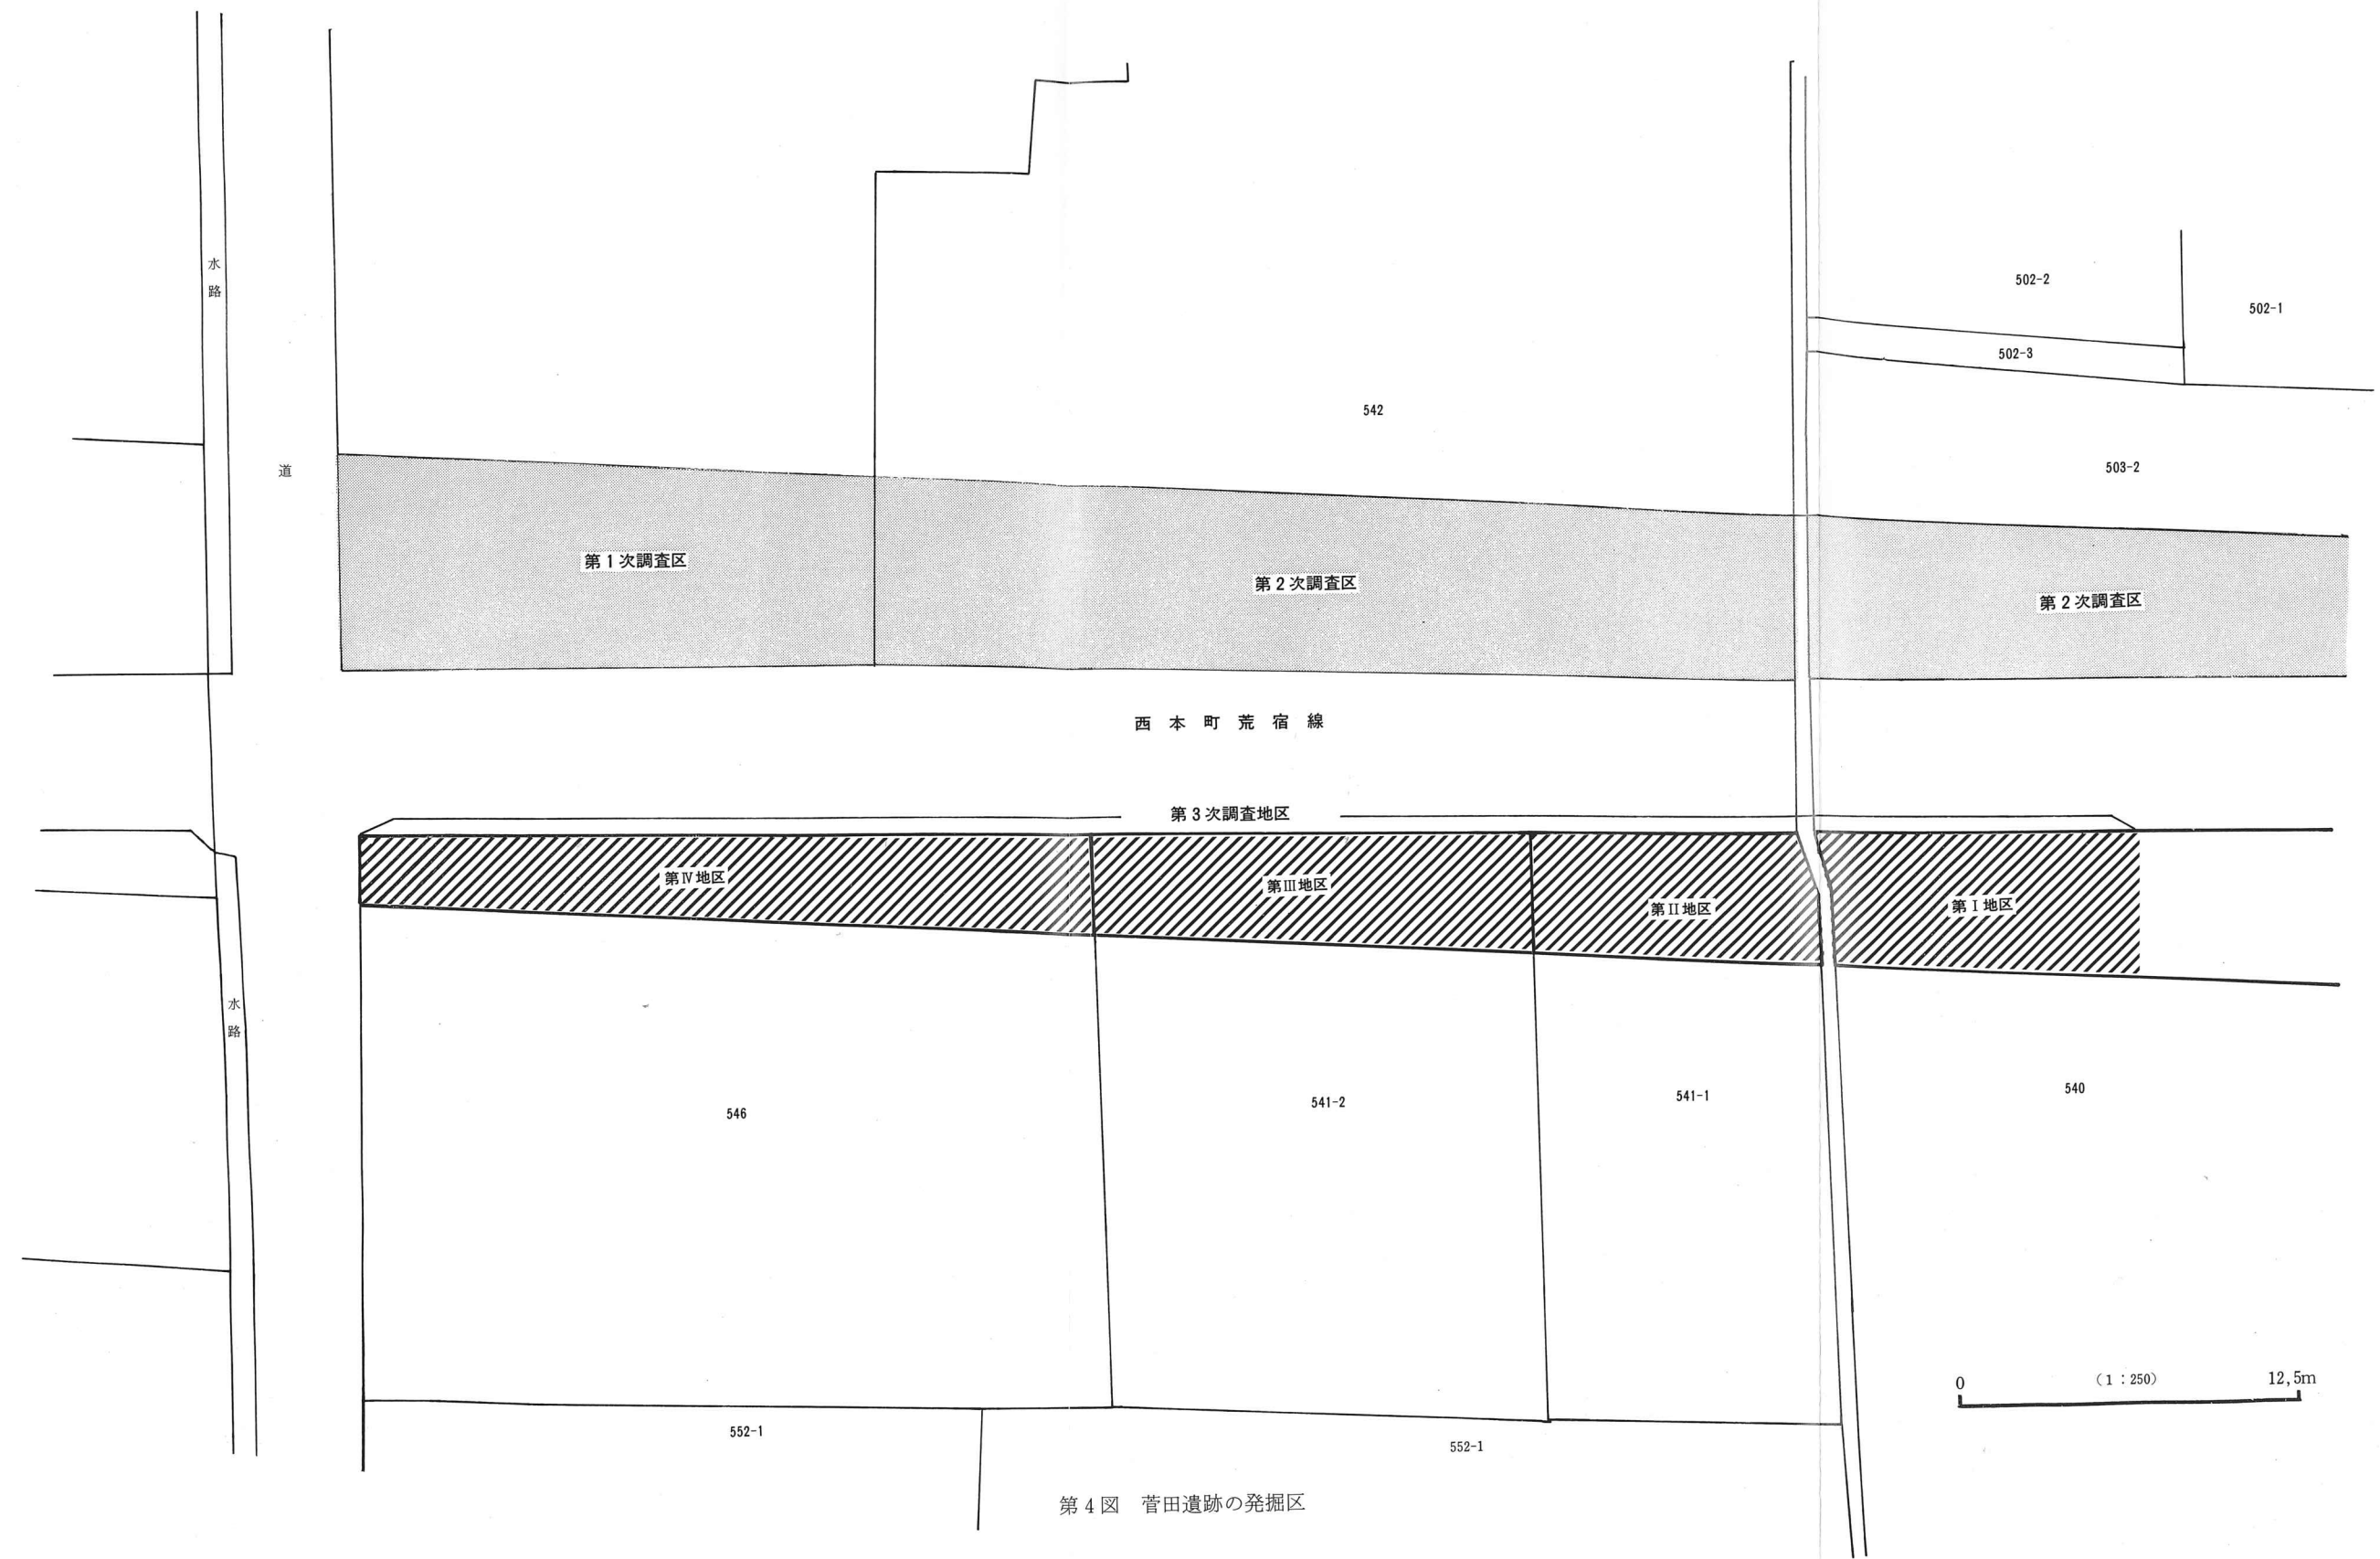 水路
502-2
502-1
502-3
542
道
503-2
第1次調査区
第2次調査区
第2次調査区
西本町荒宿線
第3次調査地区
第Ⅳ地区
第Ⅲ地区
第Ⅱ地区
第Ⅰ地区
水路
546
541-2
541-1
540
0
(1:250)
12,5m
552-1
552-1
第4図 菅田遺跡の発掘区